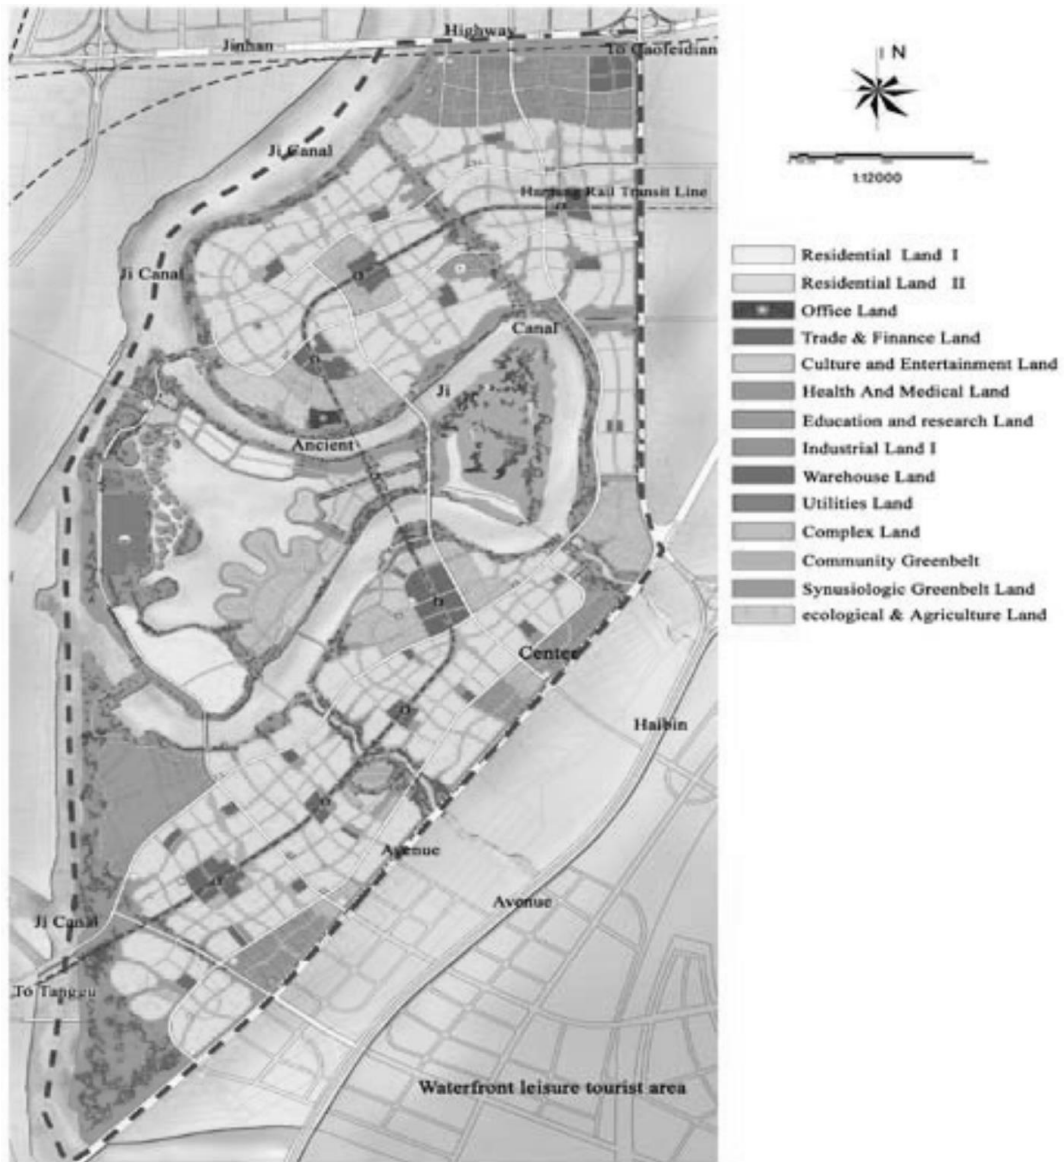 Highway
Jinhan
To Caofeidian
N
1:12000
Ji Canal
Rail Transit Line
Ji Canal
Canal
Ji
Ancient
Center
Haibin
Avenue
Avenue
Ji Canal
To Tanggu
Waterfront leisure tourist area
Residential Land I
Residential Land II
Office Land
Trade & Finance Land
Culture and Entertainment Land
Health And Medical Land
Education and research Land
Industrial Land I
Warehouse Land
Utilities Land
Complex Land
Community Greenbelt
Synusiologic Greenbelt Land
ecological & Agriculture Land